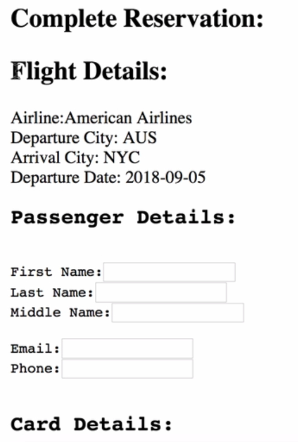 Complete Reservation:
Flight Details:
Airline:American Airlines
Departure City: AUS
Arrival City: NYC
Departure Date: 2018-09-05
Passenger Details:
First Name:
Last Name:
Middle Name:
Email:
Phone:
Card Details: